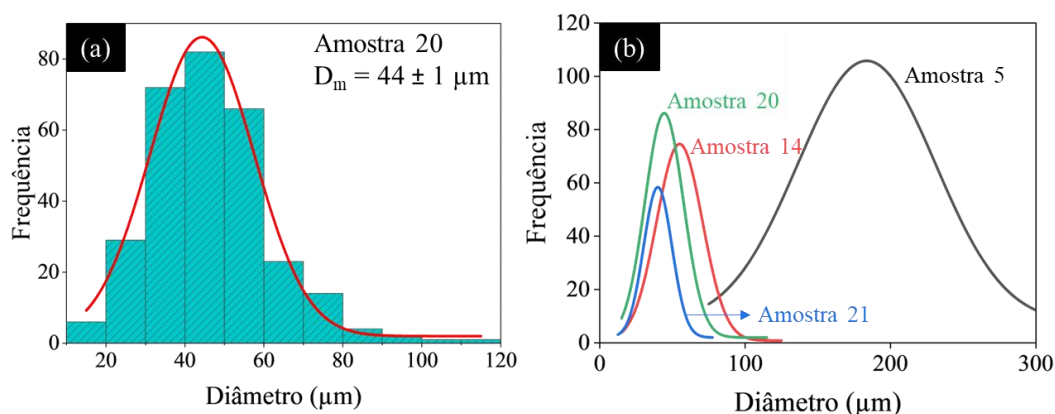 (a)
Amostra 20
Dm = 44 ± 1 µm
Frequência
80
60
40
20
0
20
40
60
80
100
120
Diâmetro (µm)
(b)
120
100
80
60
40
20
0
Frequência
Amostra 5
Amostra 20
Amostra 14
Amostra 21
0
100
200
300
Diâmetro (µm)